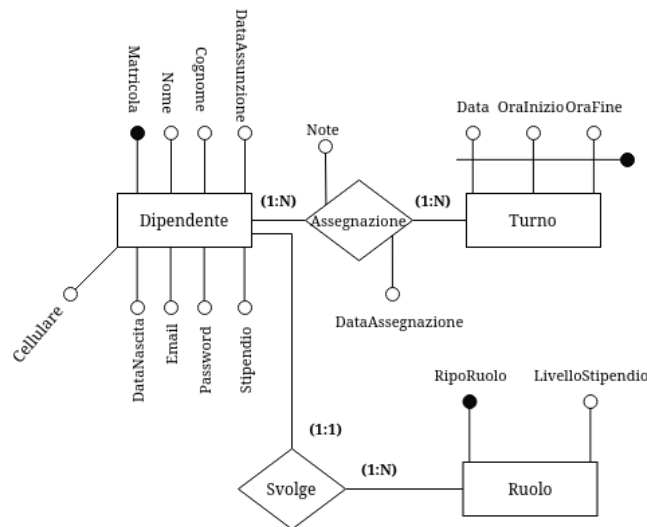 Matricola
Nome
Cognome
DataAssunzione
Note
Data
OraInizio
OraFine
(1:N)
(1:N)
Dipendente
Assegnazione
Turno
Cellulare
DataNascita
Email
Password
Stipendio
DataAssegnazione
RipoRuolo
LivelloStipendio
(1:1)
(1:N)
Svolge
Ruolo